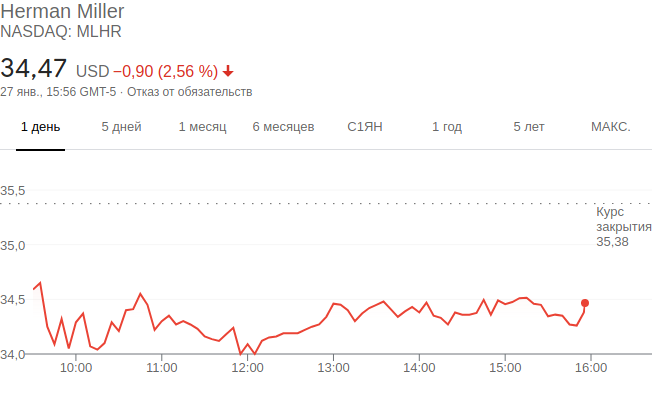 Herman Miller
NASDAQ: MLHR
34,47 USD −0,90 (2,56 %)
27 янв., 15:56 GMT-5 · Отказ от обязательств
1 день 5 дней 1 месяц 6 месяцев С1ЯН 1 год 5 лет МАКС.
35,5
Курс
закрытия
35,38
35,0
34,5
34,0
10:00 11:00 12:00 13:00 14:00 15:00 16:00